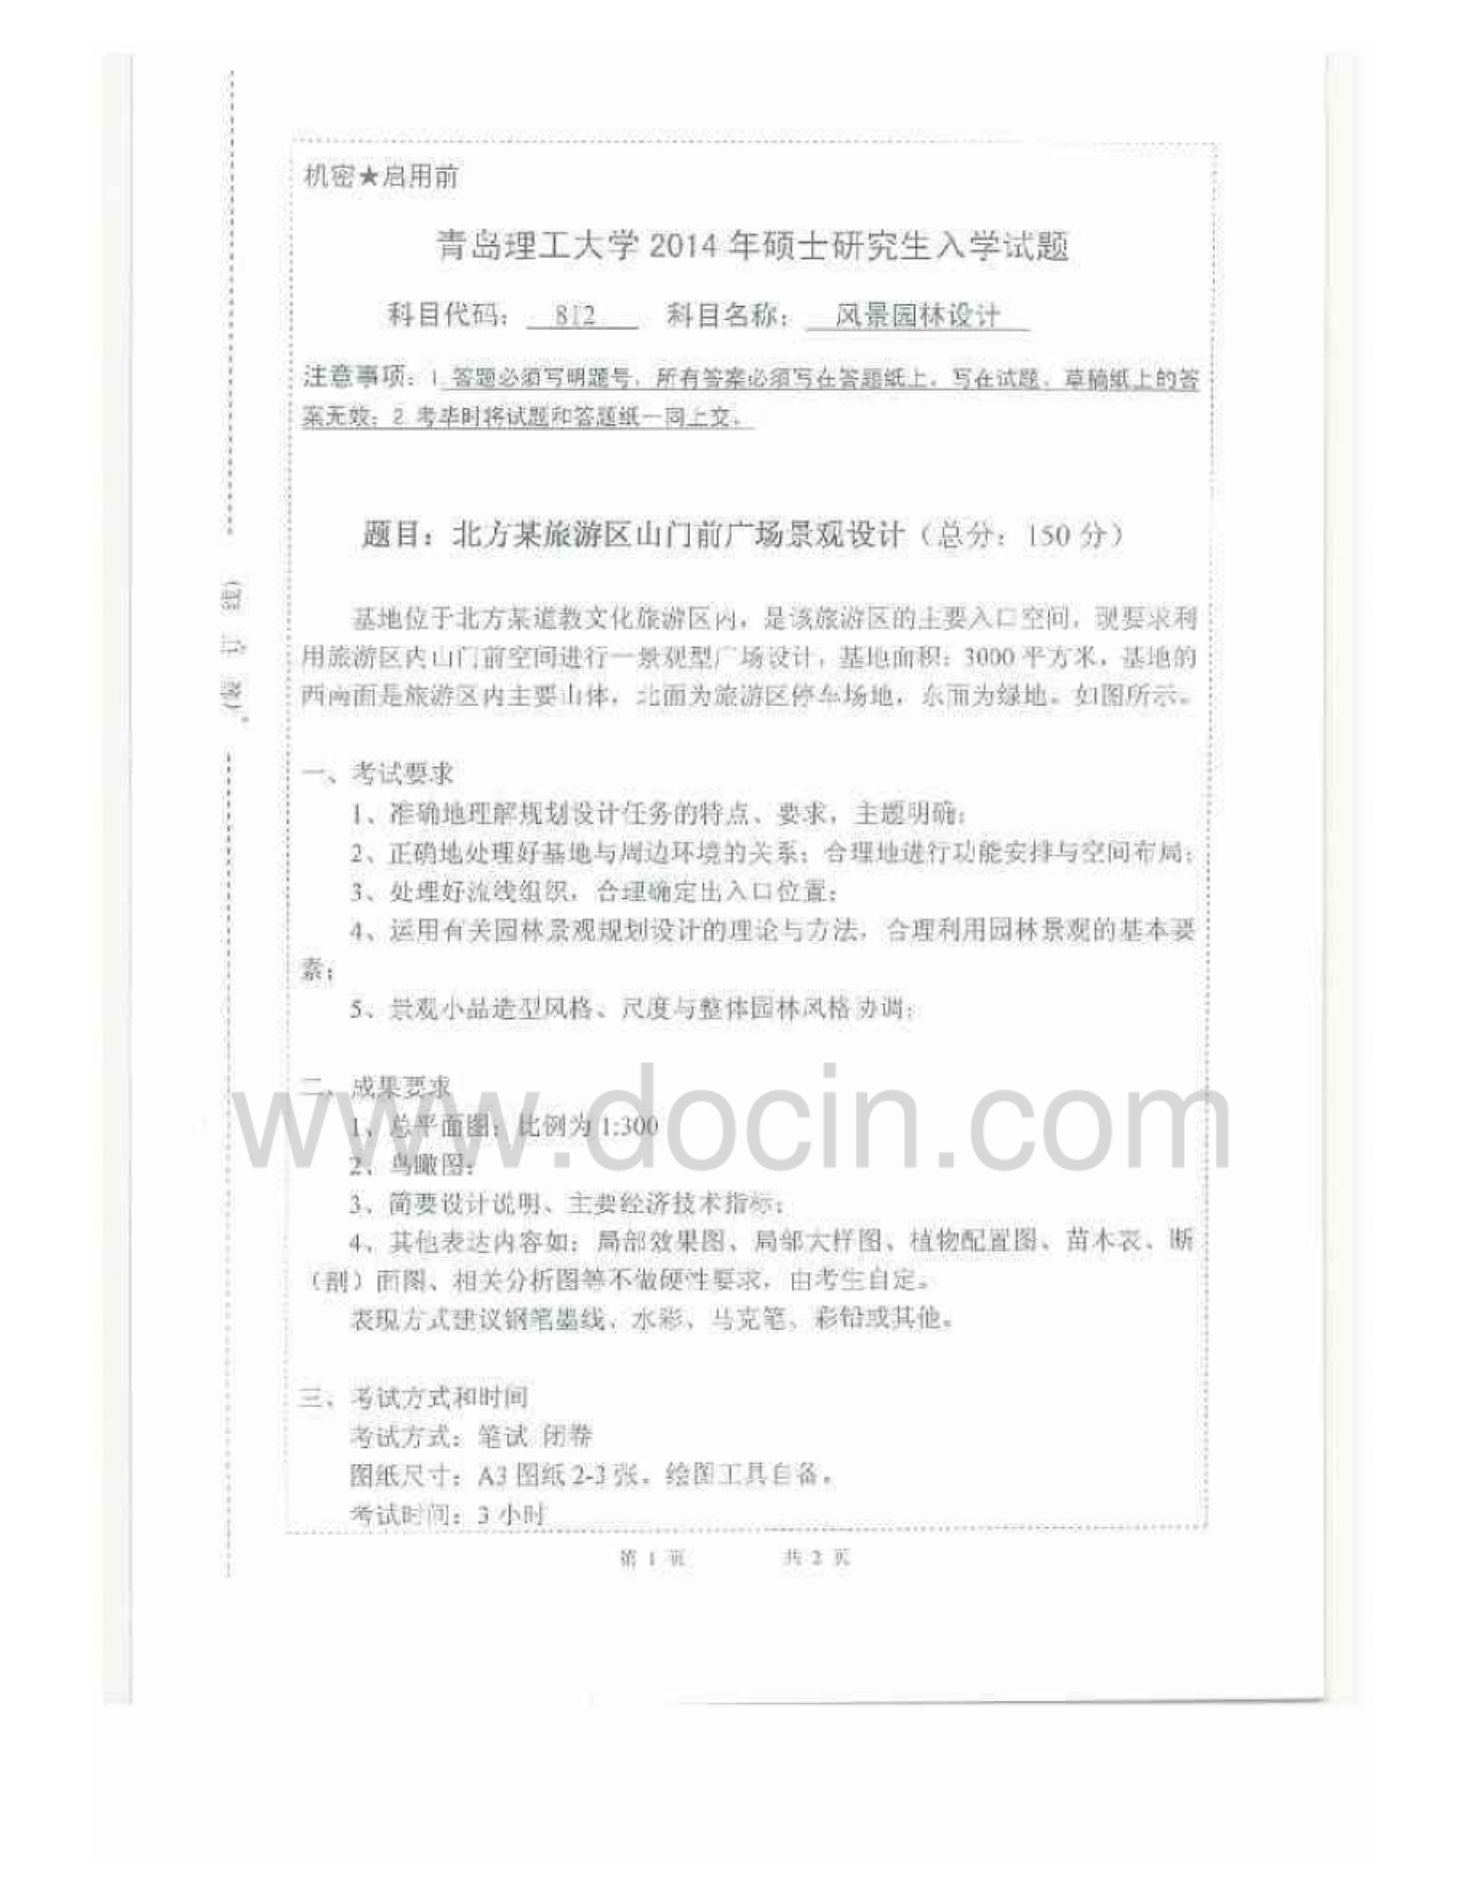 机密★启用前
青岛理工大学 2014 年硕士研究生入学试题
科目代码： 812 科目名称： 风景园林设计
注意事项：1.答题必须写明题号，所有答案必须写在答题纸上，写在试题、草稿纸上的答
案无效；2.考毕时将试题和答题纸一同上交。
题目：北方某旅游区山门前广场景观设计（总分：150 分）
基地位于北方某道教文化旅游区内，是该旅游区的主要入口空间，现要求利
用旅游区内山门前空间进行一景观型广场设计，基地面积：3000 平方米，基地的
西南面是旅游区内主要山体，北面为旅游区停车场地，东面为绿地。如图所示。
一、考试要求
1、准确地理解规划设计任务的特点、要求，主题明确；
2、正确地处理好基地与周边环境的关系；合理地进行功能安排与空间布局；
3、处理好流线组织，合理确定出入口位置；
4、运用有关园林景观规划设计的理论与方法，合理利用园林景观的基本要
素；
5、景观小品造型风格、尺度与整体园林风格协调；
二、成果要求
1、总平面图：比例为 1:300
2、鸟瞰图；
3、简要设计说明、主要经济技术指标；
4、其他表达内容如：局部效果图、局部大样图、植物配置图、苗木表、断
（剖）面图、相关分析图等不做硬性要求，由考生自定。
表现方式建议钢笔墨线、水彩、马克笔、彩铅或其他。
三、考试方式和时间
考试方式：笔试 闭卷
图纸尺寸：A3 图纸 2-3 张。绘图工具自备。
考试时间：3 小时
第 1 页 共 2 页
www.docin.com